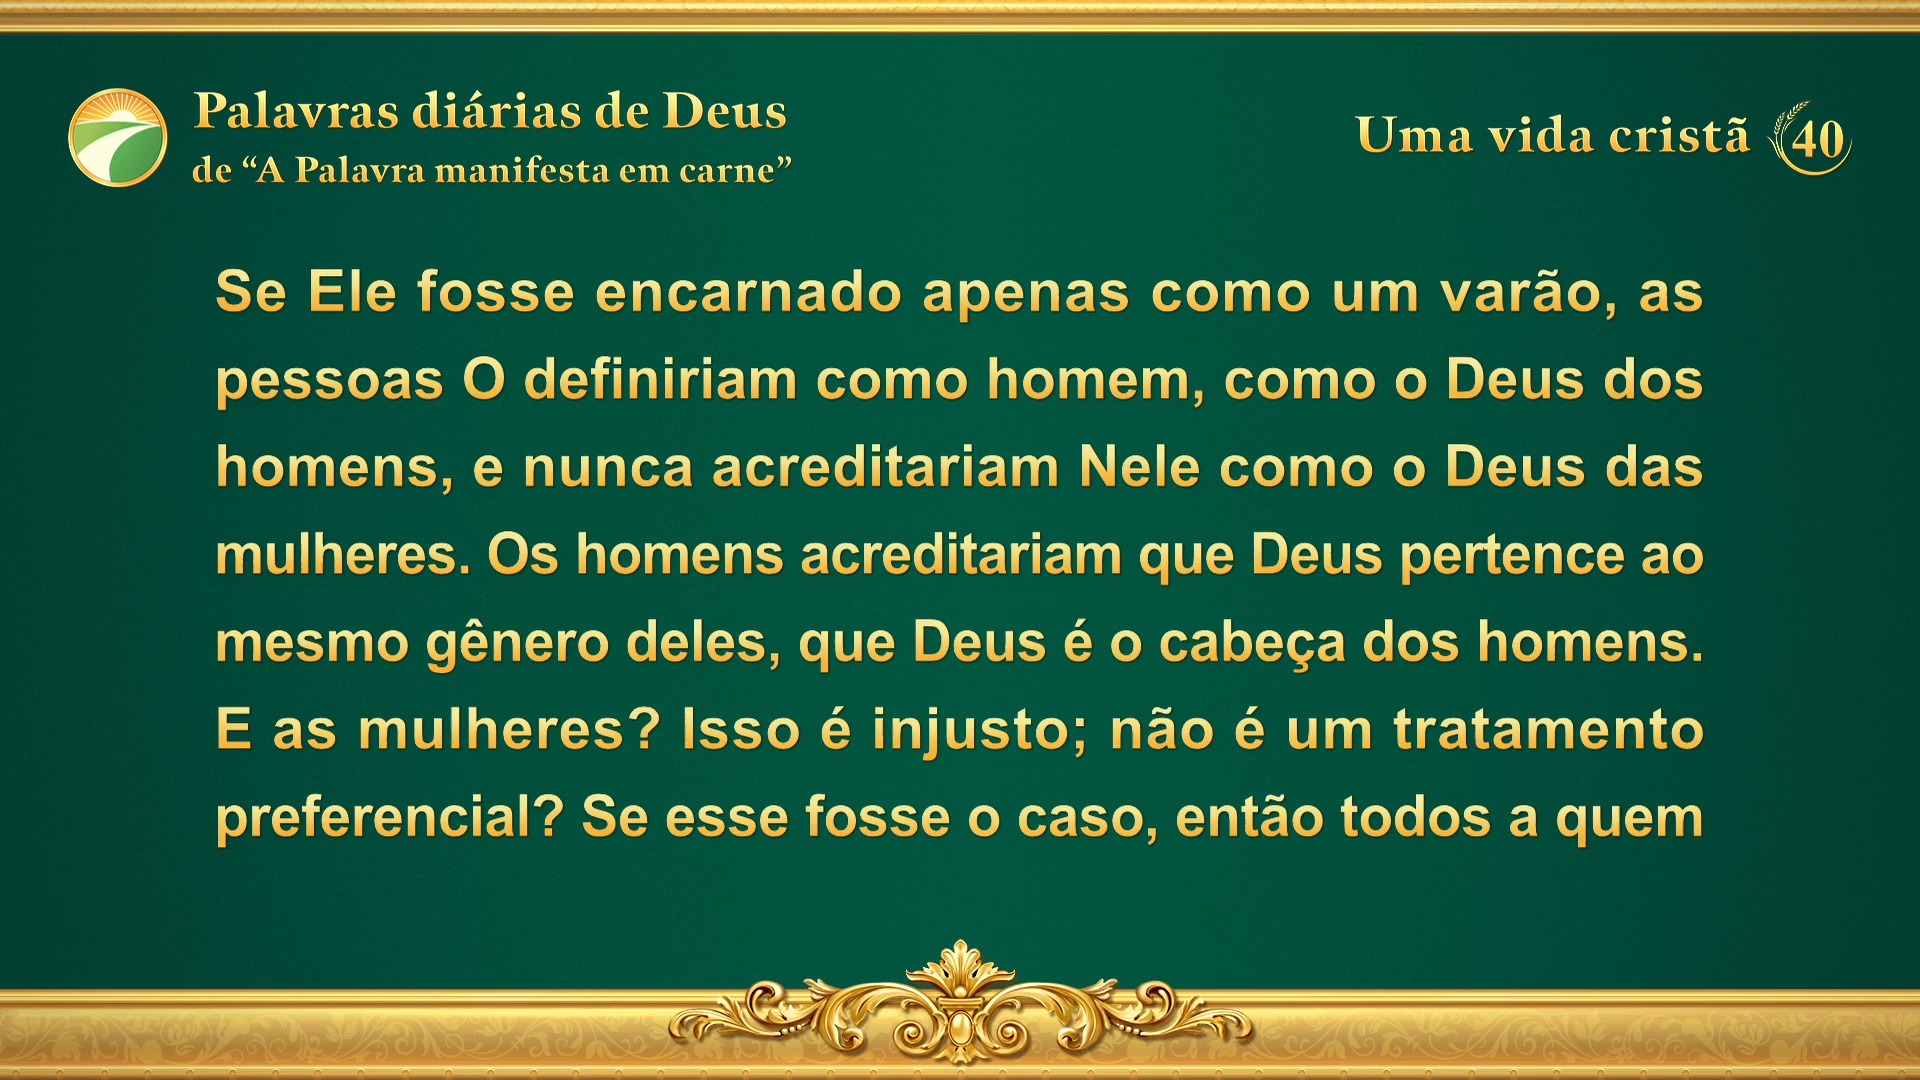 Palavras diárias de Deus
de “A Palavra manifesta em carne”
Uma vida cristã 40
Se Ele fosse encarnado apenas como um varão, as
pessoas O definiriam como homem, como o Deus dos
homens, e nunca acreditariam Nele como o Deus das
mulheres. Os homens acreditariam que Deus pertence ao
mesmo gênero deles, que Deus é o cabeça dos homens.
E as mulheres? Isso é injusto; não é um tratamento
preferencial? Se esse fosse o caso, então todos a quem